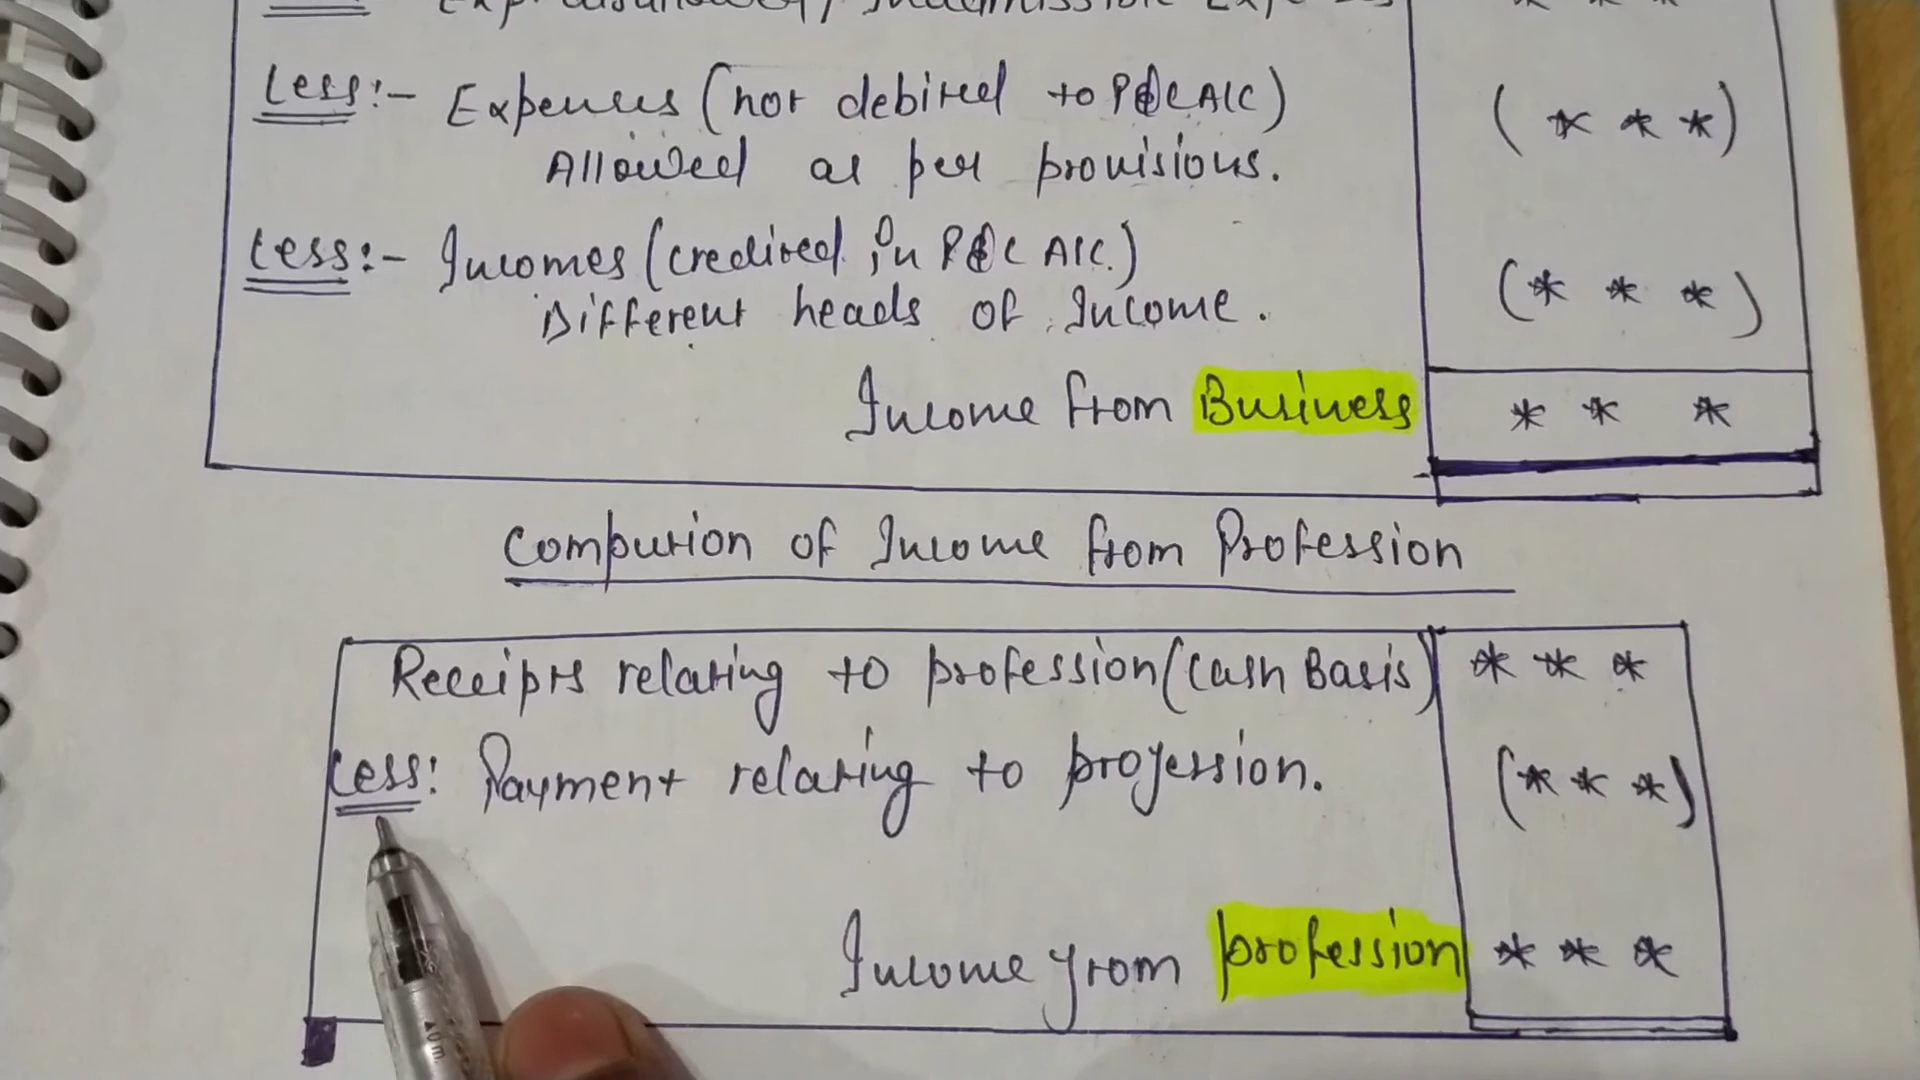 Less:- Expenses (not debited to P&L A/C) (* * *)
Allowed as per provisions.
Less:- Incomes (credited in P&L A/C.)
Different heads of Income. (* * *)
Income from Business * * *
Compution of Income from Profession
Receipts relating to profession (Cash Basis) * * *
Less: Payment relating to profession. (* * *)
Income from profession * * *